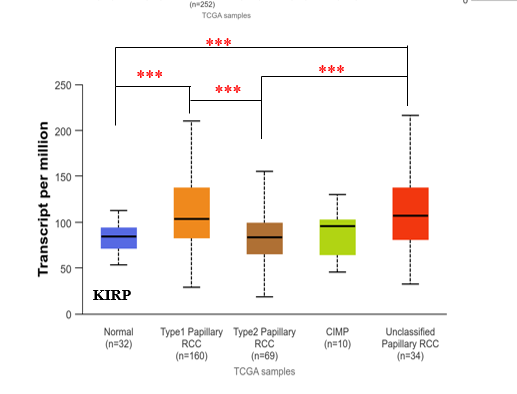 (n=252)
TCGA samples
0
***
***
***
***
Transcript per million
250
200
150
100
50
0
KIRP
Normal
(n=32)
Type1 Papillary
RCC
(n=160)
Type2 Papillary
RCC
(n=69)
CIMP
(n=10)
Unclassified
Papillary RCC
(n=34)
TCGA samples